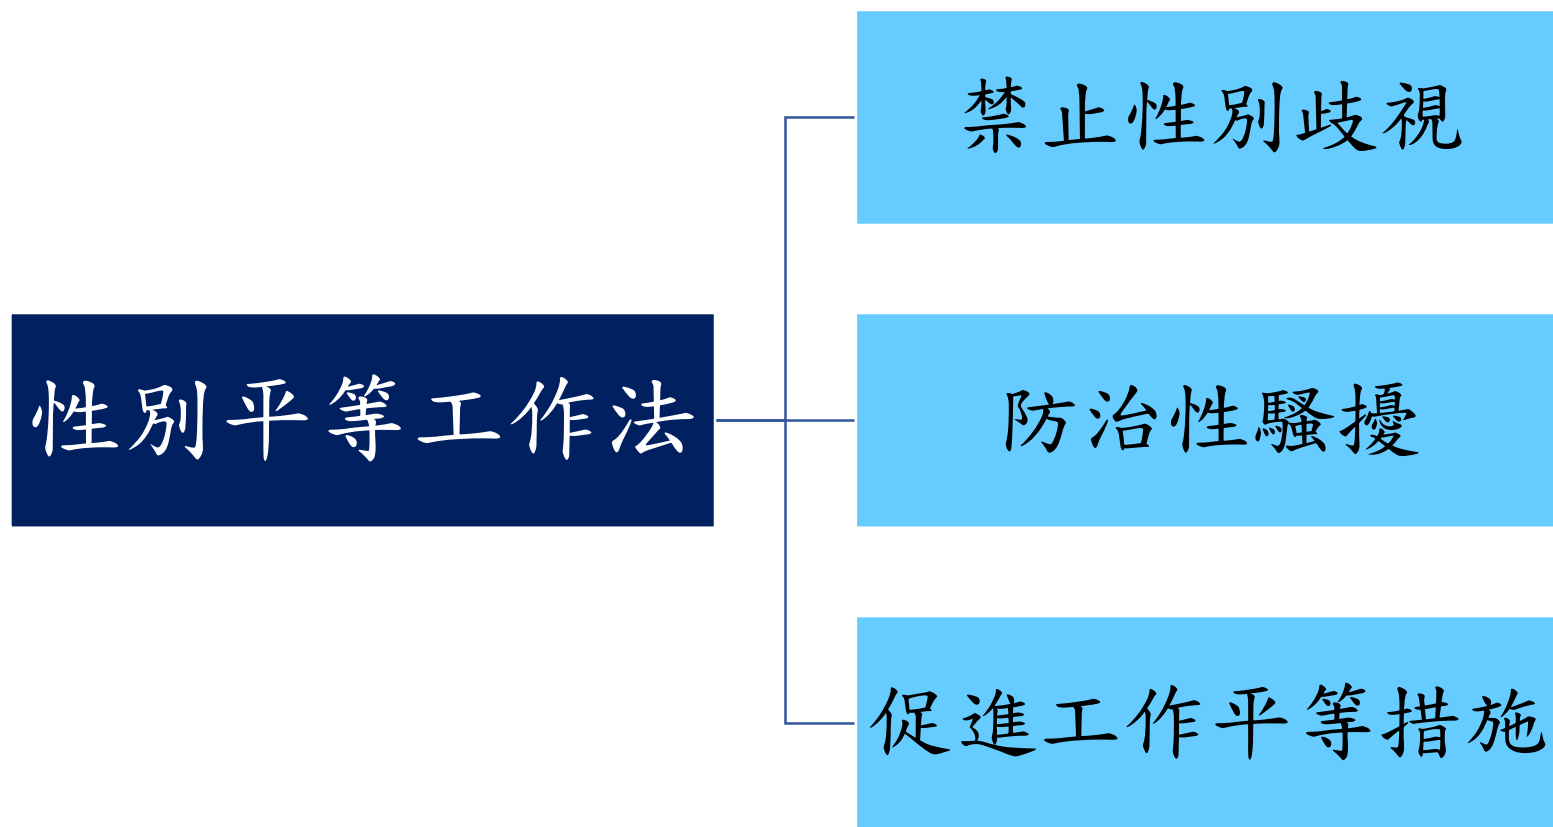 性別平等工作法
禁止性別歧視
防治性騷擾
促進工作平等措施